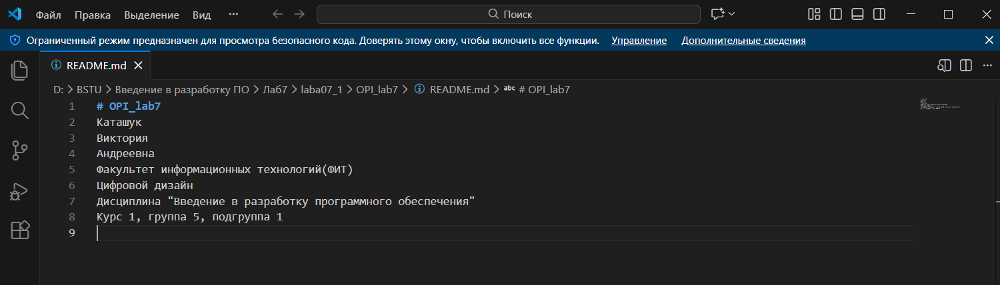 Файл Правка Выделение Вид ··· Поиск
Ограниченный режим предназначен для просмотра безопасного кода. Доверять этому окну, чтобы включить все функции. Управление Дополнительные сведения
README.md
D: > BSTU > Введение в разработку ПО > Лаб7 > laba07_1 > OPI_lab7 > README.md > abc # OPI_lab7
1 # OPI_lab7
2 Каташук
3 Виктория
4 Андреевна
5 Факультет информационных технологий(ФИТ)
6 Цифровой дизайн
7 Дисциплина "Введение в разработку программного обеспечения"
8 Курс 1, группа 5, подгруппа 1
9